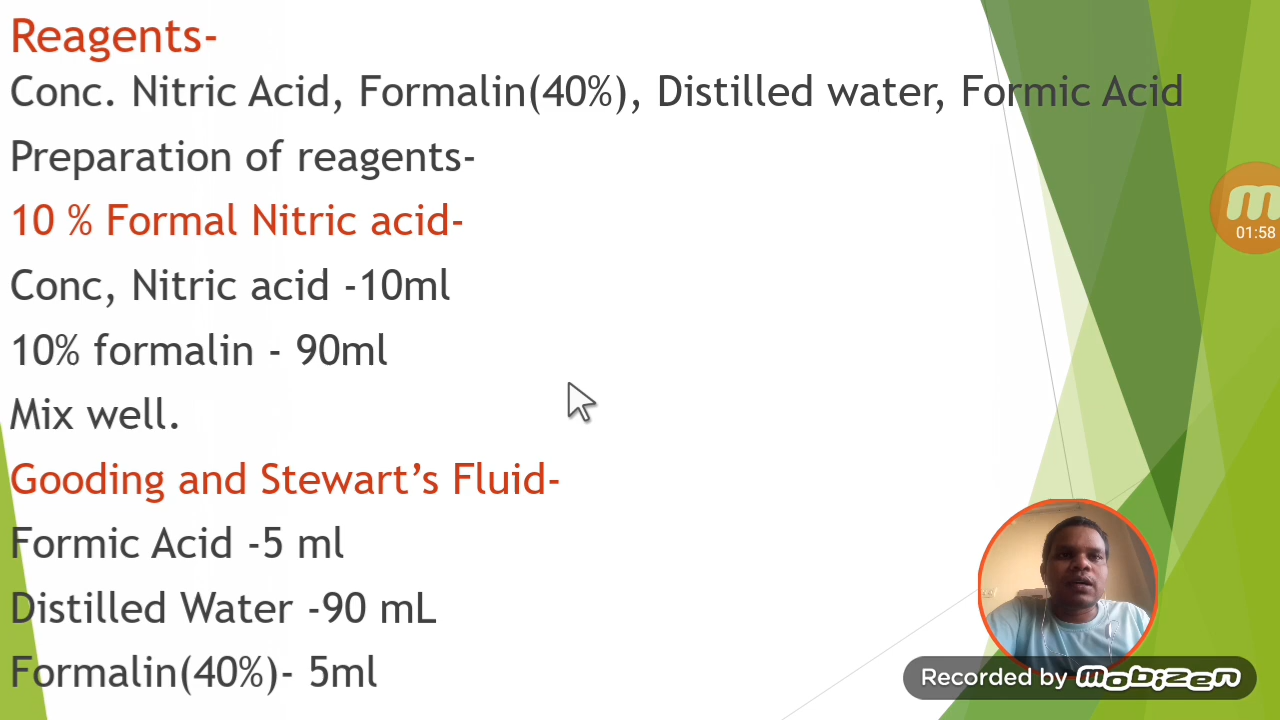 Reagents-
Conc. Nitric Acid, Formalin(40%), Distilled water, Formic Acid
Preparation of reagents-
10 % Formal Nitric acid-
Conc, Nitric acid -10ml
10% formalin - 90ml
Mix well.
Gooding and Stewart’s Fluid-
Formic Acid -5 ml
Distilled Water -90 mL
Formalin(40%)- 5ml
m
01:58
Recorded by mobizen